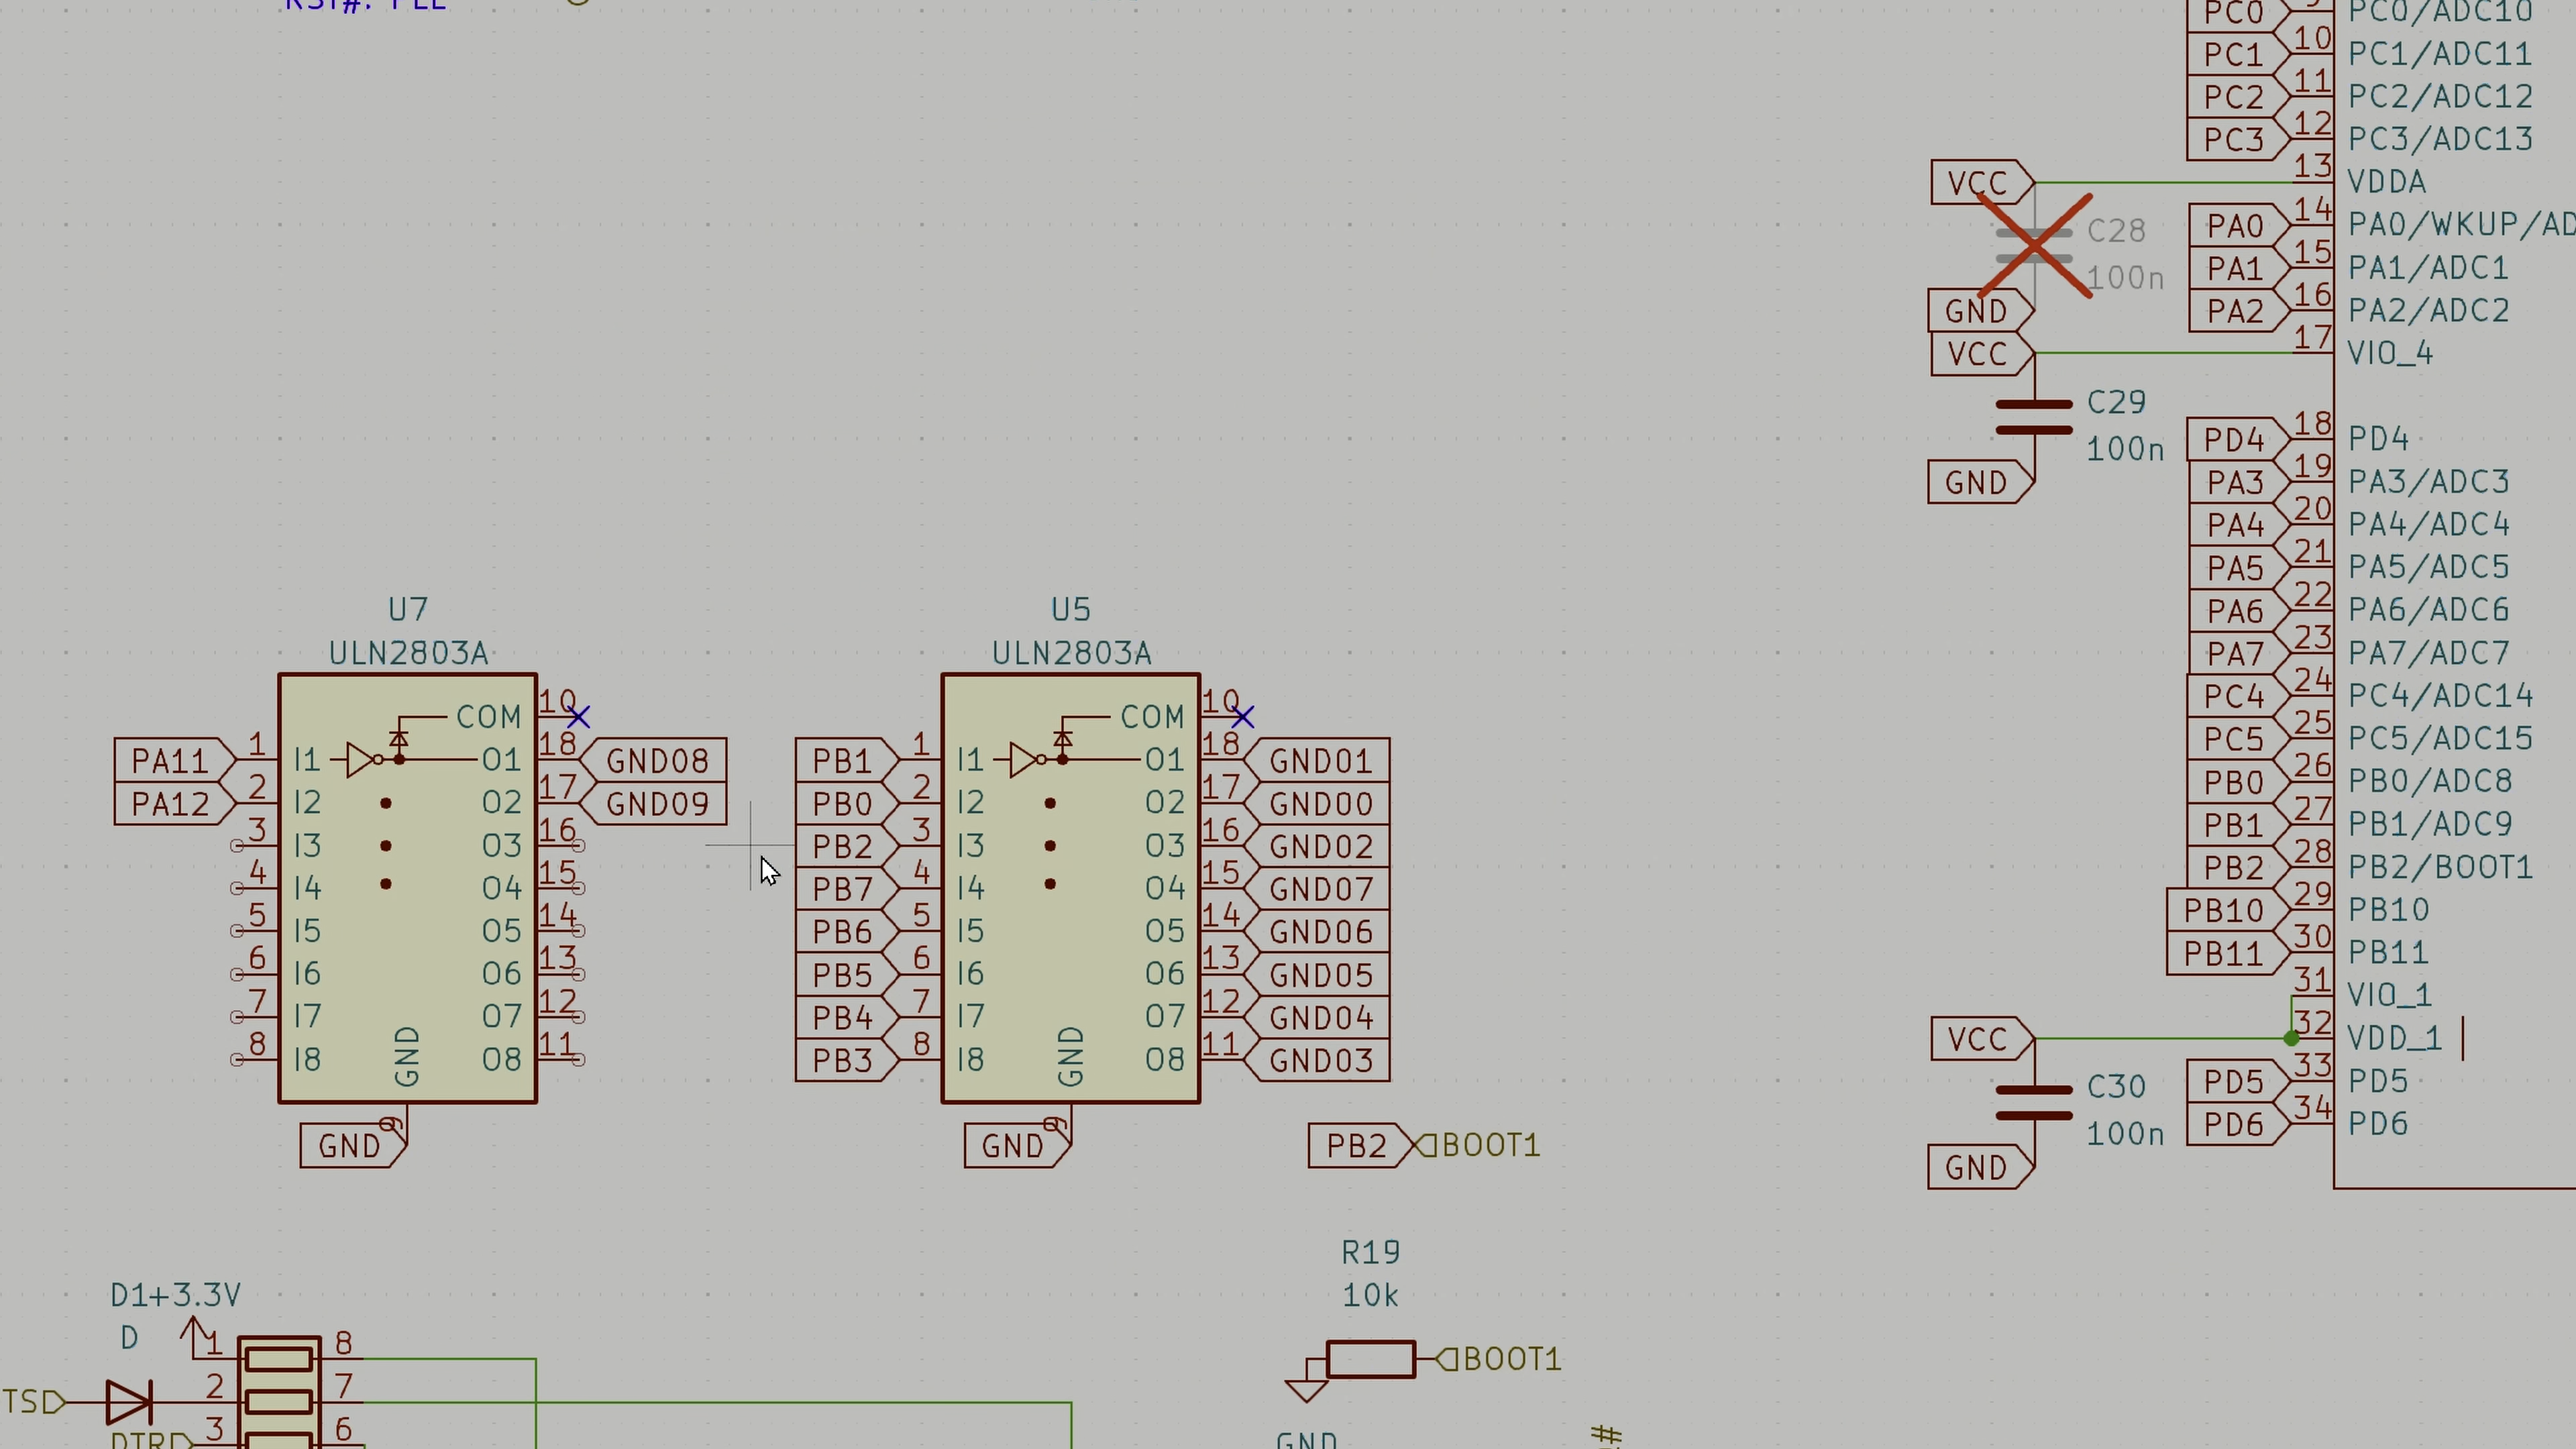 RST#: PLL
PC0 9 PC0/ADC10
PC1 10 PC1/ADC11
PC2 11 PC2/ADC12
PC3 12 PC3/ADC13
VCC 13 VDDA
C28
100n
PA0 14 PA0/WKUP/AD
PA1 15 PA1/ADC1
GND PA2 16 PA2/ADC2
VCC 17 VIO_4
C29
100n
GND
PD4 18 PD4
PA3 19 PA3/ADC3
PA4 20 PA4/ADC4
PA5 21 PA5/ADC5
PA6 22 PA6/ADC6
PA7 23 PA7/ADC7
PC4 24 PC4/ADC14
PC5 25 PC5/ADC15
PB0 26 PB0/ADC8
PB1 27 PB1/ADC9
PB2 28 PB2/BOOT1
PB10 29 PB10
PB11 30 PB11
31 VIO_1
VCC 32 VDD_1
C30
100n
GND
PD5 33 PD5
PD6 34 PD6
U7
ULN2803A
COM 10
PA11 1 I1 O1 18 GND08
PA12 2 I2 O2 17 GND09
3 I3 O3 16
4 I4 O4 15
5 I5 O5 14
6 I6 O6 13
7 I7 O7 12
8 I8 GND O8 11
GND 9
U5
ULN2803A
COM 10
PB1 1 I1 O1 18 GND01
PB0 2 I2 O2 17 GND00
PB2 3 I3 O3 16 GND02
PB7 4 I4 O4 15 GND07
PB6 5 I5 O5 14 GND06
PB5 6 I6 O6 13 GND05
PB4 7 I7 O7 12 GND04
PB3 8 I8 GND O8 11 GND03
GND 9
PB2 BOOT1
R19
10k
BOOT1
GND
#
D1 +3.3V
D
1 8
TS 2 7
DTR 3 6